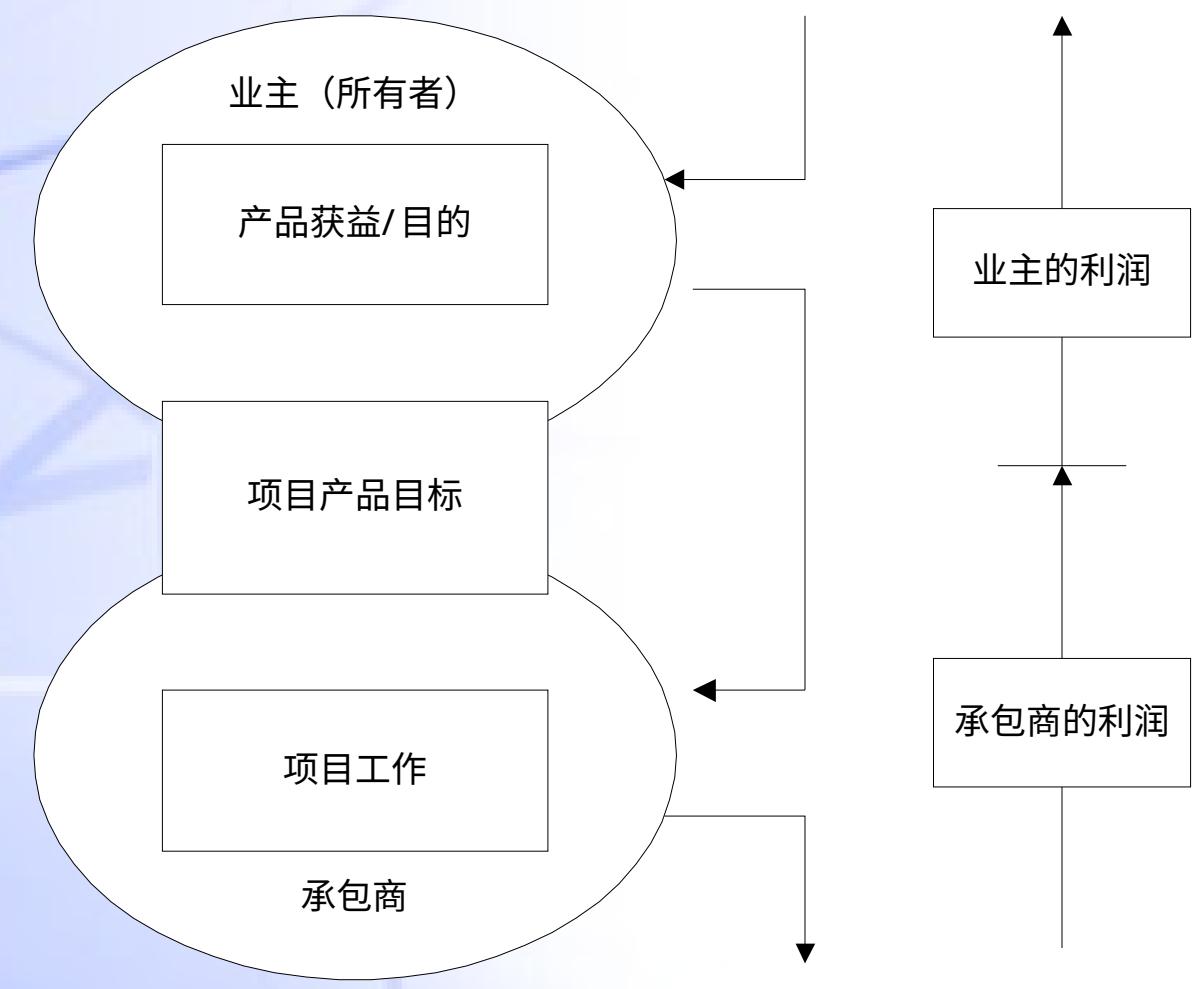 业主（所有者）
产品获益/目的
项目产品目标
项目工作
承包商
业主的利润
承包商的利润